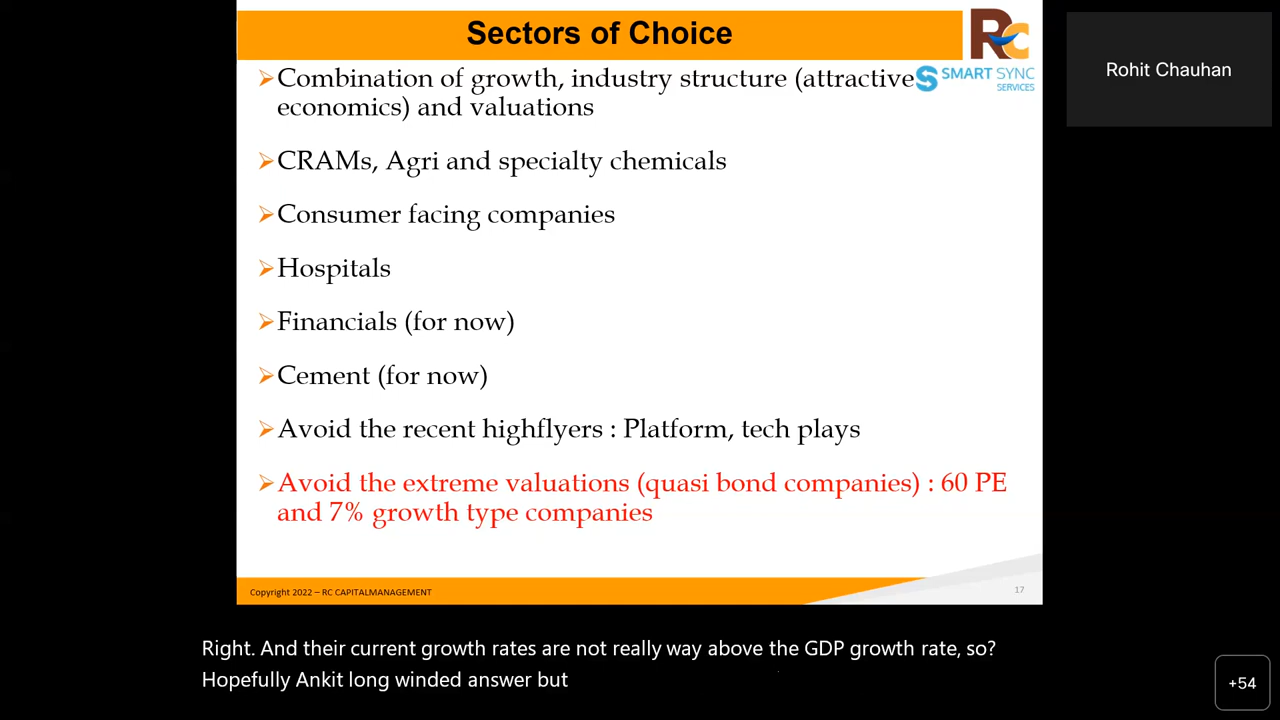 Sectors of Choice
RC
SMART SYNC
SERVICES
Rohit Chauhan
➢Combination of growth, industry structure (attractive
economics) and valuations
➢CRAMs, Agri and specialty chemicals
➢Consumer facing companies
➢Hospitals
➢Financials (for now)
➢Cement (for now)
➢Avoid the recent highflyers : Platform, tech plays
➢Avoid the extreme valuations (quasi bond companies) : 60 PE
and 7% growth type companies
Copyright 2022 – RC CAPITALMANAGEMENT
17
Right. And their current growth rates are not really way above the GDP growth rate, so?
Hopefully Ankit long winded answer but
+54